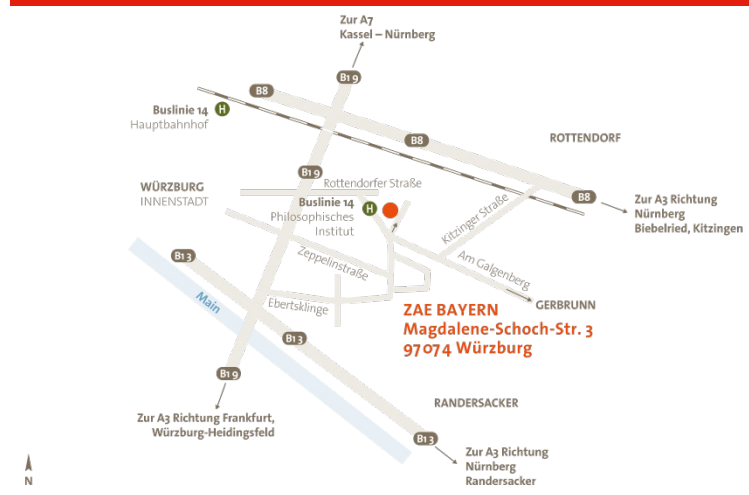 Zur A7
Kassel – Nürnberg
B19
B8
Buslinie 14 H
Hauptbahnhof
B8
ROTTENDORF
B19
Rottendorfer Straße
WÜRZBURG
INNENSTADT
B8
Zur A3 Richtung
Nürnberg
Biebelried, Kitzingen
Buslinie 14 H
Philosophisches
Institut
Kitzinger Straße
Zeppelinstraße
Am Galgenberg
B13
Main
Ebertsklinge
GERBRUNN
ZAE BAYERN
Magdalene-Schoch-Str. 3
97074 Würzburg
B13
B19
RANDERSACKER
Zur A3 Richtung Frankfurt,
Würzburg-Heidingsfeld
B13
Zur A3 Richtung
Nürnberg
Randersacker
N